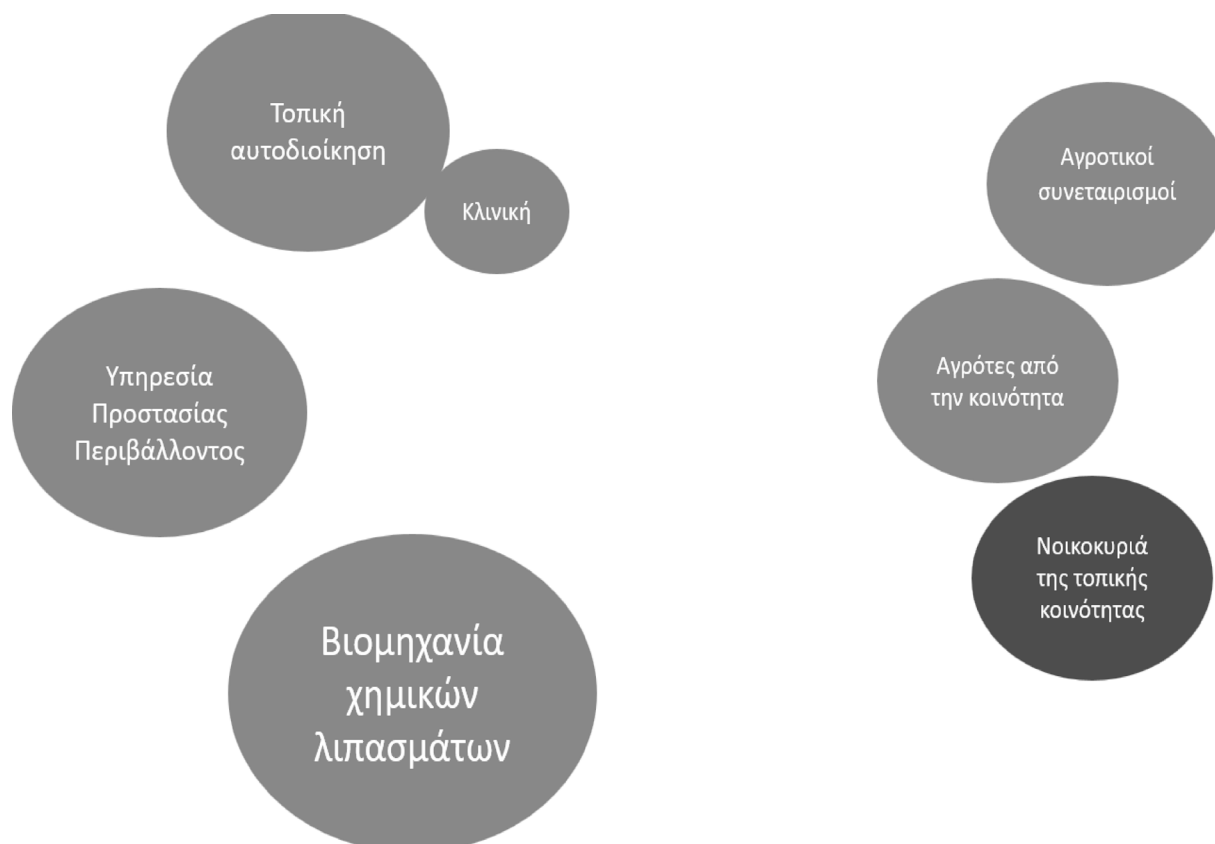 Τοπική
αυτοδιοίκηση
Κλινική
Αγροτικοί
συνεταιρισμοί
Υπηρεσία
Προστασίας
Περιβάλλοντος
Αγρότες από
την κοινότητα
Νοικοκυριά
της τοπικής
κοινότητας
Βιομηχανία
χημικών
λιπασμάτων